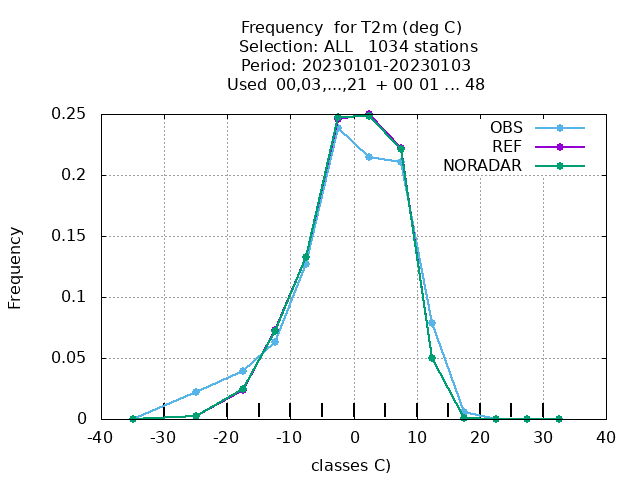 Frequency  for T2m (deg C)
Selection: ALL   1034 stations
Period: 20230101-20230103
Used  00,03,...,21  + 00 01 ... 48
0.25
0.2
0.15
0.1
0.05
0
Frequency
OBS
REF
NORADAR
-40 -30 -20 -10 0 10 20 30 40
classes C)